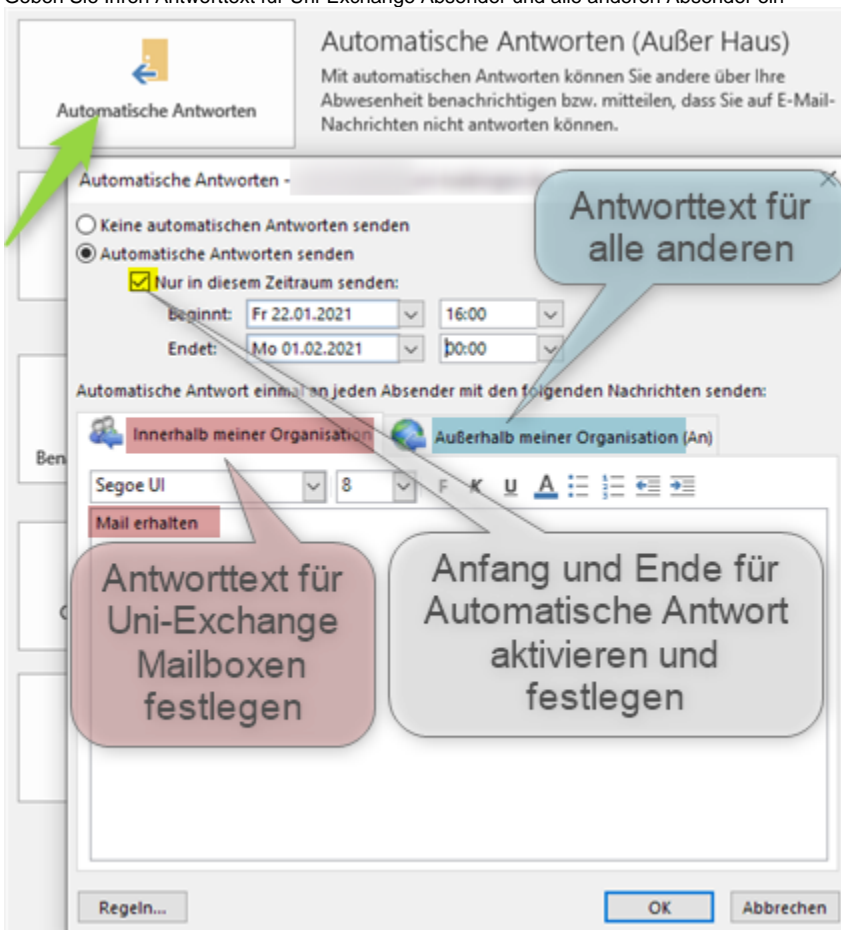 Geben Sie Ihren Antworttext für Uni-Exchange Absender und alle anderen Absender ein
Automatische Antworten
Automatische Antworten (Außer Haus)
Mit automatischen Antworten können Sie andere über Ihre
Abwesenheit benachrichtigen bzw. mitteilen, dass Sie auf E-Mail-
Nachrichten nicht antworten können.
Automatische Antworten -
Keine automatischen Antworten senden
Automatische Antworten senden
Nur in diesem Zeitraum senden:
Beginnt: Fr 22.01.2021 16:00
Endet: Mo 01.02.2021 00:00
Antworttext für
alle anderen
Automatische Antwort einmal an jeden Absender mit den folgenden Nachrichten senden:
Innerhalb meiner Organisation
Außerhalb meiner Organisation (An)
Ben
Segoe UI 8 F K U A
Mail erhalten
Antworttext für
Uni-Exchange
Mailboxen
festlegen
Anfang und Ende für
Automatische Antwort
aktivieren und
festlegen
Regeln...
OK
Abbrechen